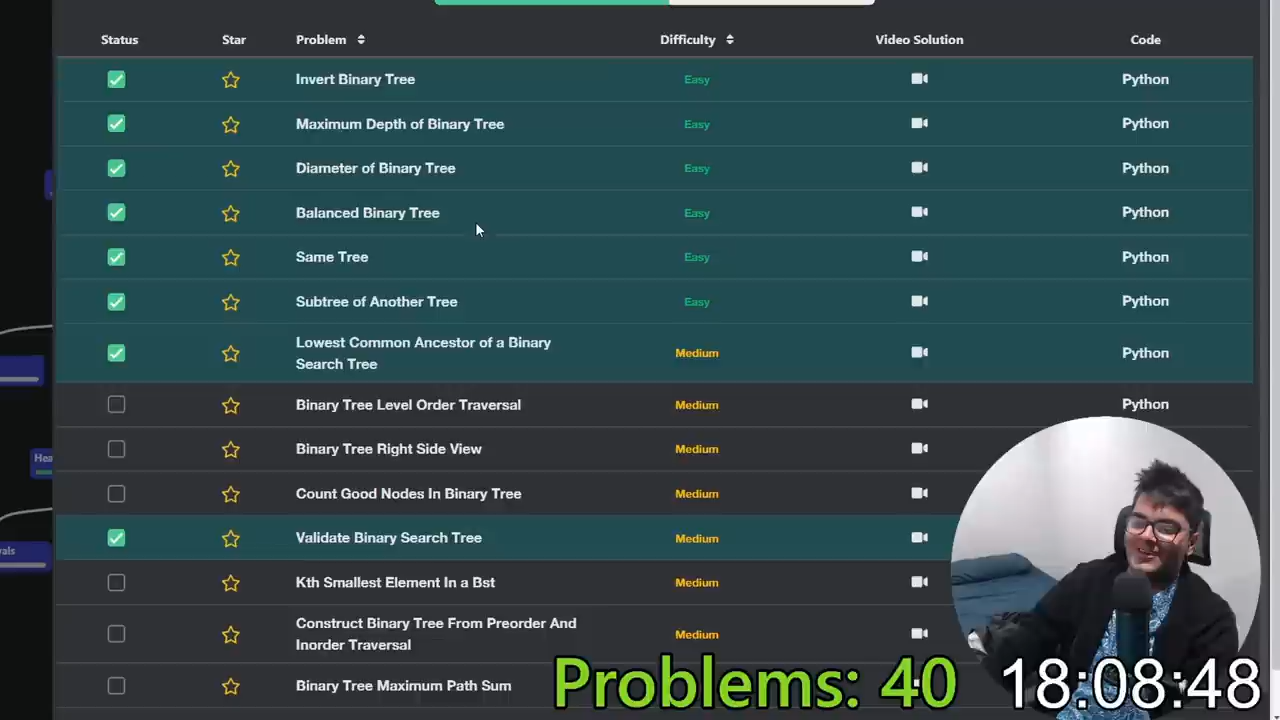 Status Star Problem Difficulty Video Solution Code
Invert Binary Tree Easy Python
Maximum Depth of Binary Tree Easy Python
Diameter of Binary Tree Easy Python
Balanced Binary Tree Easy Python
Same Tree Easy Python
Subtree of Another Tree Easy Python
Lowest Common Ancestor of a Binary
Search Tree Medium Python
Binary Tree Level Order Traversal Medium Python
Binary Tree Right Side View Medium
Hea
Count Good Nodes In Binary Tree Medium
Validate Binary Search Tree Medium
vals
Kth Smallest Element In a Bst Medium
Construct Binary Tree From Preorder And
Inorder Traversal Medium
Binary Tree Maximum Path Sum
Problems: 40 18:08:48